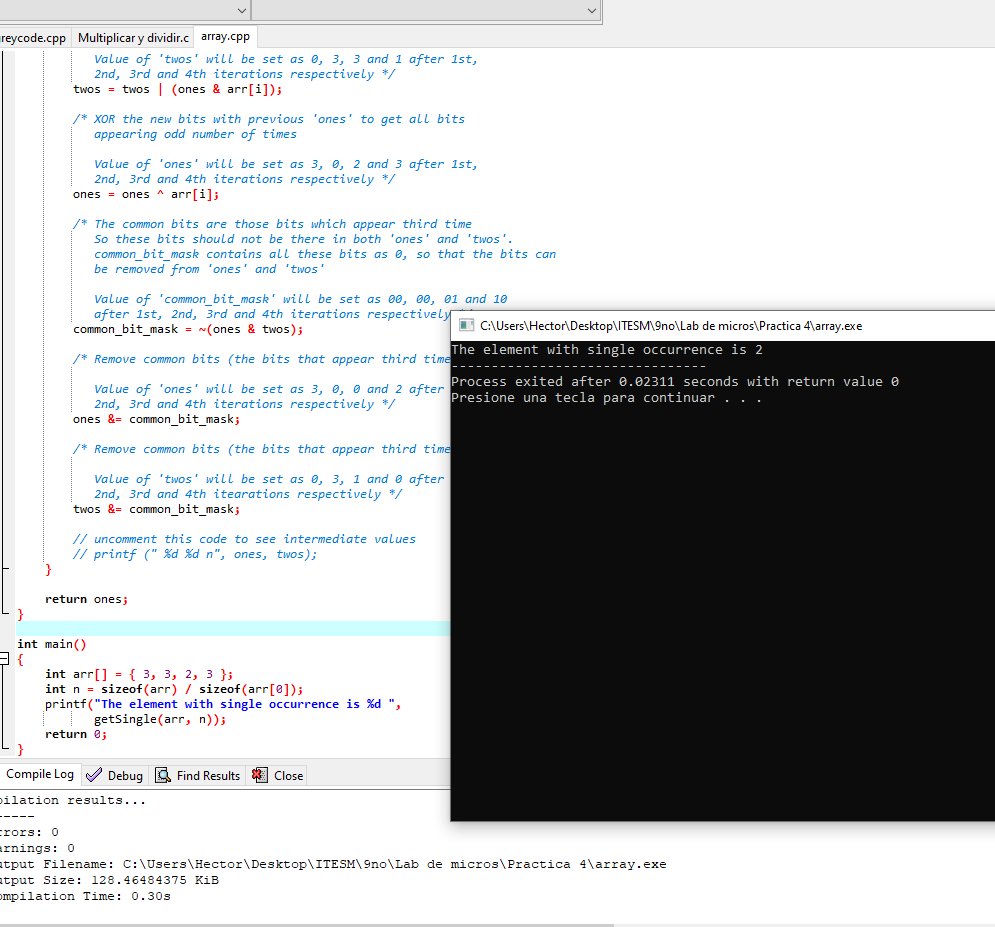 reycode.cpp Multiplicar y dividir.c array.cpp
Value of 'twos' will be set as 0, 3, 3 and 1 after 1st,
2nd, 3rd and 4th iterations respectively */
twos = twos | (ones & arr[i]);
/* XOR the new bits with previous 'ones' to get all bits
appearing odd number of times
Value of 'ones' will be set as 3, 0, 2 and 3 after 1st,
2nd, 3rd and 4th iterations respectively */
ones = ones ^ arr[i];
/* The common bits are those bits which appear third time
So these bits should not be there in both 'ones' and 'twos'.
common_bit_mask contains all these bits as 0, so that the bits can
be removed from 'ones' and 'twos'
Value of 'common_bit_mask' will be set as 00, 00, 01 and 10
after 1st, 2nd, 3rd and 4th iterations respectively
common_bit_mask = ~(ones & twos);
/* Remove common bits (the bits that appear third time
Value of 'ones' will be set as 3, 0, 0 and 2 after
2nd, 3rd and 4th iterations respectively */
ones &= common_bit_mask;
/* Remove common bits (the bits that appear third time
Value of 'twos' will be set as 0, 3, 1 and 0 after
2nd, 3rd and 4th itearations respectively */
twos &= common_bit_mask;
// uncomment this code to see intermediate values
// printf (" %d %d n", ones, twos);
}
return ones;
}
int main()
{
int arr[] = { 3, 3, 2, 3 };
int n = sizeof(arr) / sizeof(arr[0]);
printf("The element with single occurrence is %d ",
getSingle(arr, n));
return 0;
}
C:\Users\Hector\Desktop\ITESM\9no\Lab de micros\Practica 4\array.exe
The element with single occurrence is 2
--------------------------------
Process exited after 0.02311 seconds with return value 0
Presione una tecla para continuar . . .
Compile Log Debug Find Results Close
pilation results...
-----
rrors: 0
arnings: 0
utput Filename: C:\Users\Hector\Desktop\ITESM\9no\Lab de micros\Practica 4\array.exe
utput Size: 128.46484375 KiB
ompilation Time: 0.30s